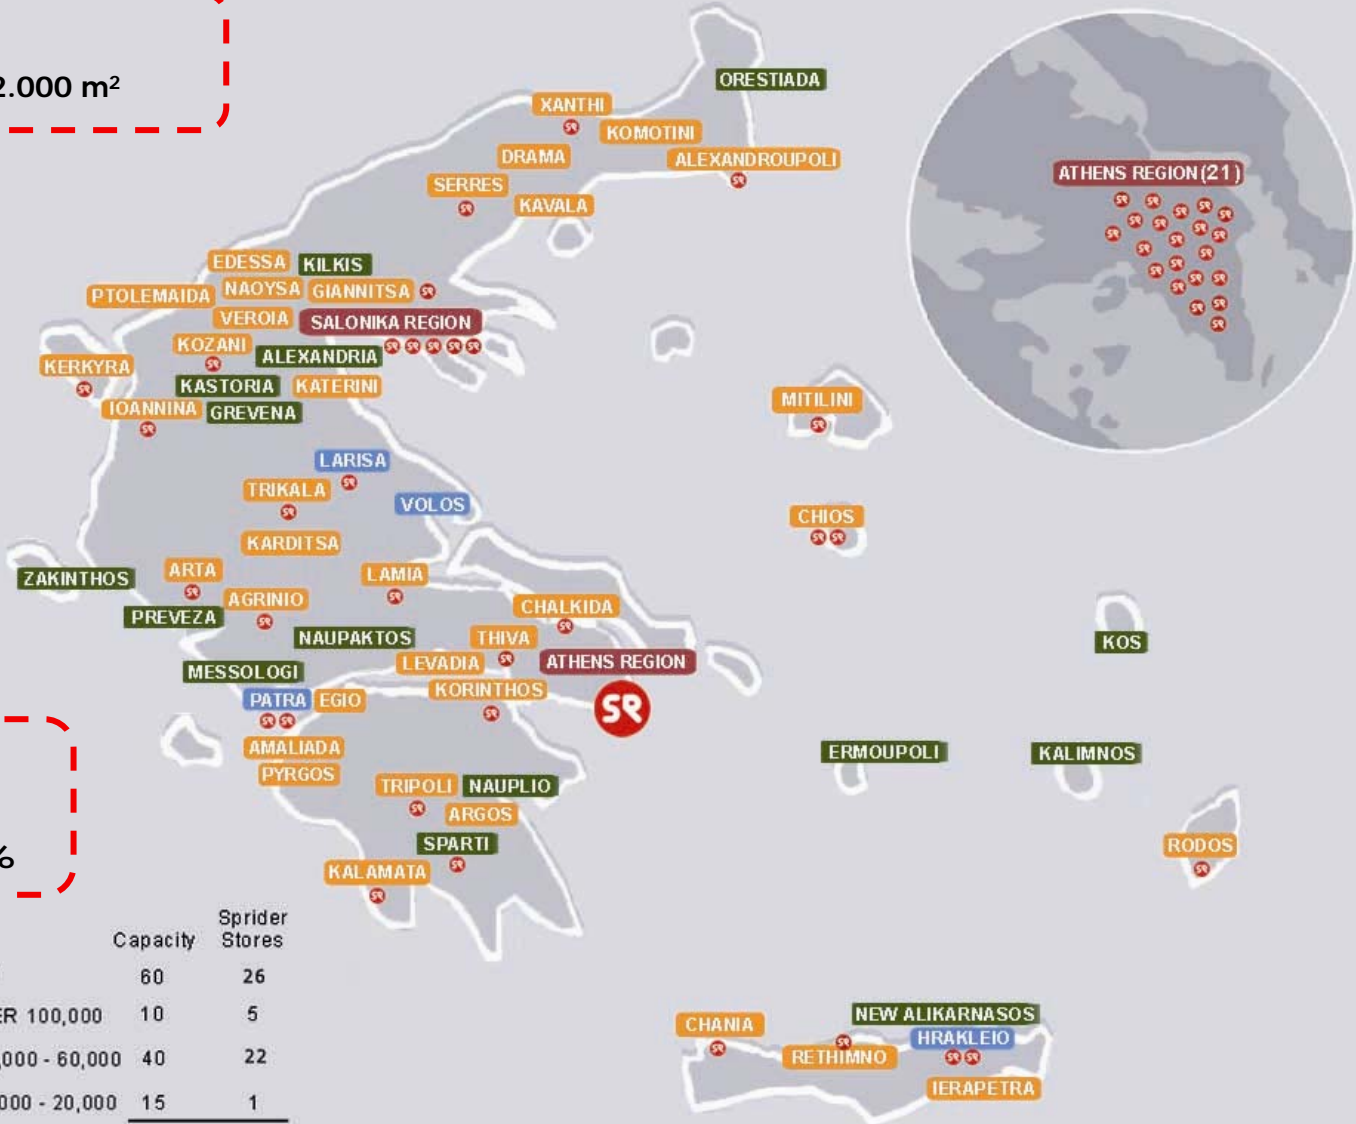 2.000 m²
ORESTIADA
XANTHI
KOMOTINI
DRAMA
ALEXANDROUPOLI
SERRES
KAVALA
ATHENS REGION (21)
EDESSA
KILKIS
PTOLEMAIDA
NAOYSA
GIANNITSA
VEROIA
SALONIKA REGION
KOZANI
ALEXANDRIA
KERKYRA
KASTORIA
KATERINI
IOANNINA
GREVENA
MITILINI
LARISA
TRIKALA
VOLOS
CHIOS
KARDITSA
ZAKINTHOS
ARTA
LAMIA
AGRINIO
CHALKIDA
PREVEZA
NAUPAKTOS
THIVA
KOS
LEVADIA
ATHENS REGION
MESSOLOGI
KORINTHOS
PATRA
EGIO
SR
AMALIADA
ERMOUPOLI
KALIMNOS
PYRGOS
TRIPOLI
NAUPLIO
ARGOS
SPARTI
RODOS
%
KALAMATA
Capacity
Sprider Stores
60 26
ER 100,000 10 5
,000 - 60,000 40 22
000 - 20,000 15 1
NEW ALIKARNASOS
CHANIA
HRAKLEIO
RETHIMNO
IERAPETRA